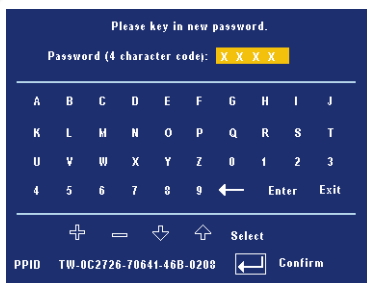 Please key in new password.
Password (4 character code): X X X X
A B C D E F G H I J
K L M N O P Q R S T
U V W X Y Z 0 1 2 3
4 5 6 7 8 9 ← Enter Exit
Select
PPID TW-0C2726-70641-46B-0208 Confirm